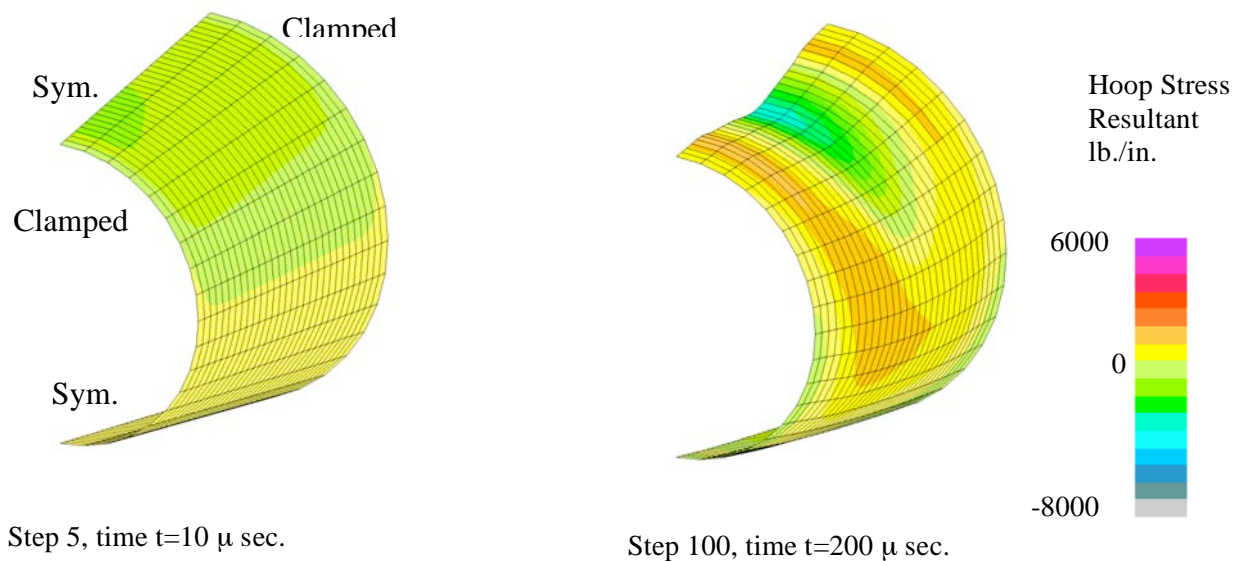 Clamped
Sym.
Clamped
Sym.
Step 5, time t=10 μ sec.
Step 100, time t=200 μ sec.
Hoop Stress
Resultant
lb./in.
6000
0
-8000